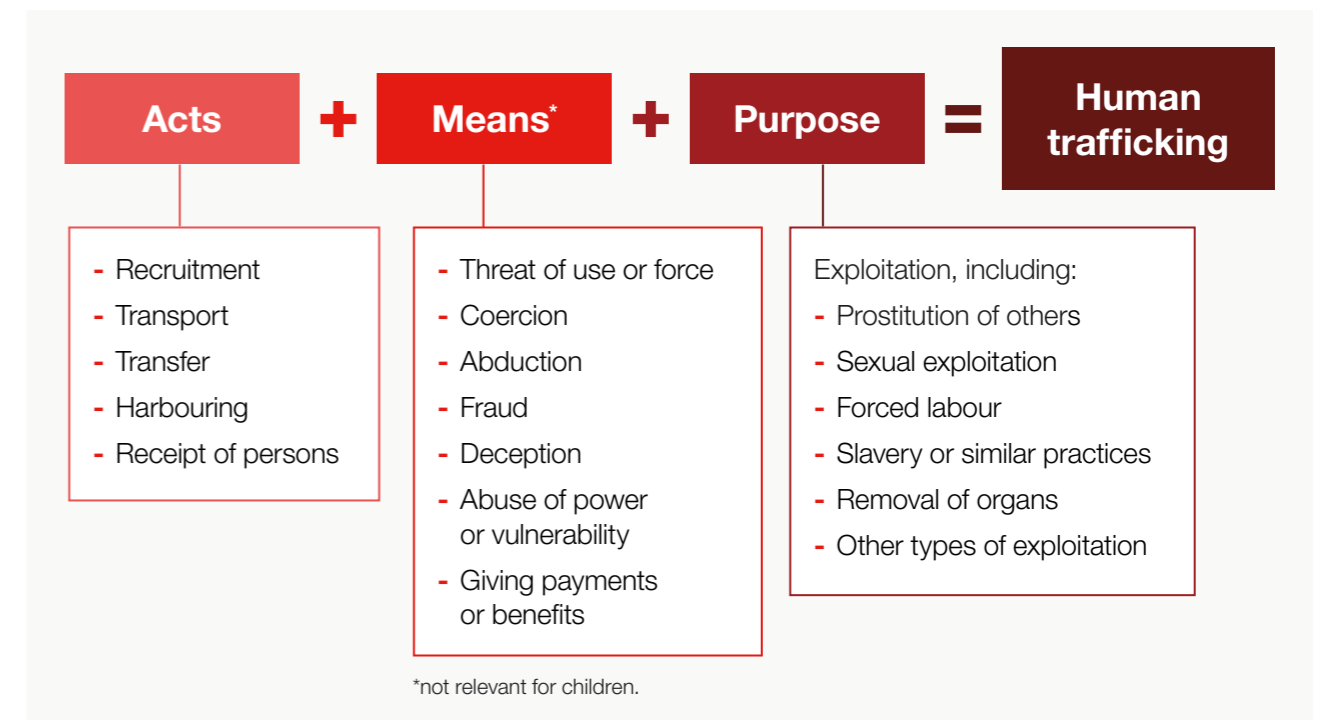 Acts
+
Means*
+
Purpose
=
Human
trafficking
- Recruitment
- Transport
- Transfer
- Harbouring
- Receipt of persons
- Threat of use or force
- Coercion
- Abduction
- Fraud
- Deception
- Abuse of power
or vulnerability
- Giving payments
or benefits
*not relevant for children.
Exploitation, including:
- Prostitution of others
- Sexual exploitation
- Forced labour
- Slavery or similar practices
- Removal of organs
- Other types of exploitation